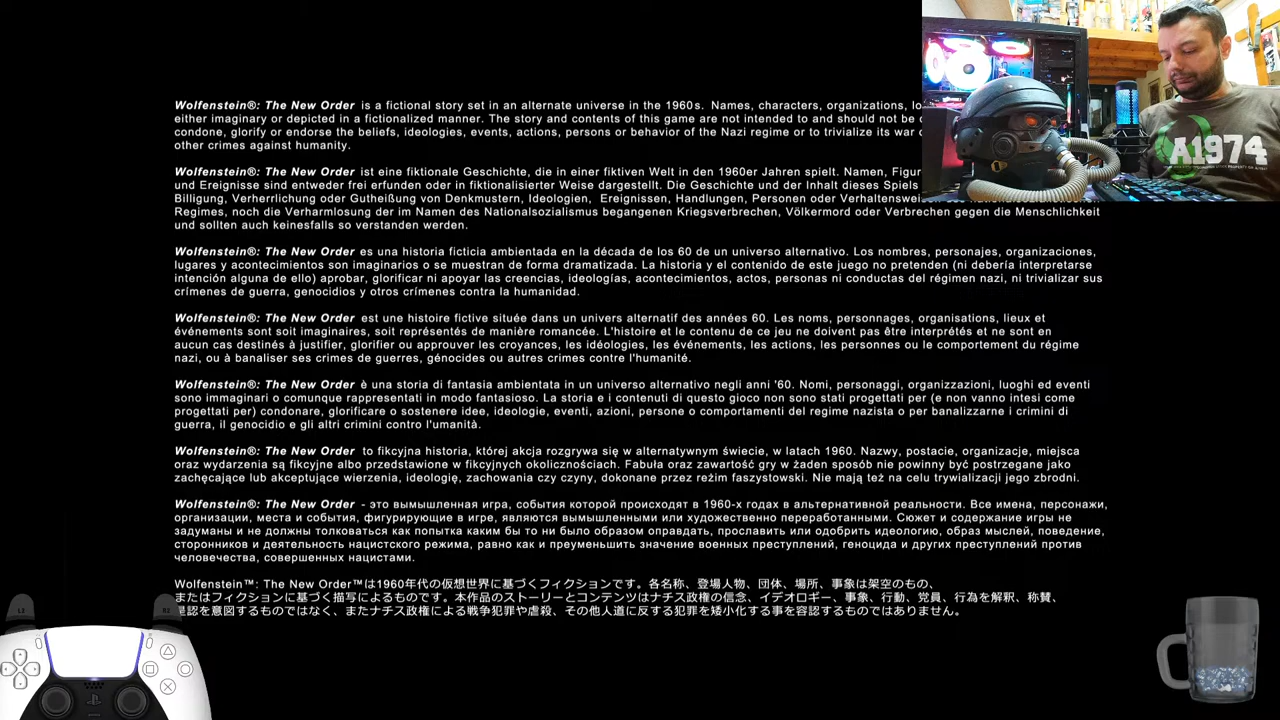 Wolfenstein®: The New Order is a fictional story set in an alternate universe in the 1960s. Names, characters, organizations, lo
either imaginary or depicted in a fictionalized manner. The story and contents of this game are not intended to and should not be
condone, glorify or endorse the beliefs, ideologies, events, actions, persons or behavior of the Nazi regime or to trivialize its war
other crimes against humanity.
Wolfenstein®: The New Order ist eine fiktionale Geschichte, die in einer fiktiven Welt in den 1960er Jahren spielt. Namen, Figur
und Ereignisse sind entweder frei erfunden oder in fiktionalisierter Weise dargestellt. Die Geschichte und der Inhalt dieses Spiels
Billigung, Verherrlichung oder Gutheißung von Denkmustern, Ideologien, Ereignissen, Handlungen, Personen oder Verhaltensweis
Regimes, noch die Verharmlosung der im Namen des Nationalsozialismus begangenen Kriegsverbrechen, Völkermord oder Verbrechen gegen die Menschlichkeit
und sollten auch keinesfalls so verstanden werden.
Wolfenstein®: The New Order es una historia ficticia ambientada en la década de los 60 de un universo alternativo. Los nombres, personajes, organizaciones,
lugares y acontecimientos son imaginarios o se muestran de forma dramatizada. La historia y el contenido de este juego no pretenden (ni debería interpretarse
intención alguna de ello) aprobar, glorificar ni apoyar las creencias, ideologías, acontecimientos, actos, personas ni conductas del régimen nazi, ni trivializar sus
crímenes de guerra, genocidios y otros crímenes contra la humanidad.
Wolfenstein®: The New Order est une histoire fictive située dans un univers alternatif des années 60. Les noms, personnages, organisations, lieux et
événements sont soit imaginaires, soit représentés de manière romancée. L'histoire et le contenu de ce jeu ne doivent pas être interprétés et ne sont en
aucun cas destinés à justifier, glorifier ou approuver les croyances, les idéologies, les événements, les actions, les personnes ou le comportement du régime
nazi, ou à banaliser ses crimes de guerres, génocides ou autres crimes contre l'humanité.
Wolfenstein®: The New Order è una storia di fantasia ambientata in un universo alternativo negli anni '60. Nomi, personaggi, organizzazioni, luoghi ed eventi
sono immaginari o comunque rappresentati in modo fantasioso. La storia e i contenuti di questo gioco non sono stati progettati per (e non vanno intesi come
progettati per) condonare, glorificare o sostenere idee, ideologie, eventi, azioni, persone o comportamenti del regime nazista o per banalizzarne i crimini di
guerra, il genocidio e gli altri crimini contro l'umanità.
Wolfenstein®: The New Order to fikcyjna historia, której akcja rozgrywa się w alternatywnym świecie, w latach 1960. Nazwy, postacie, organizacje, miejsca
oraz wydarzenia są fikcyjne albo przedstawione w fikcyjnych okolicznościach. Fabuła oraz zawartość gry w żaden sposób nie powinny być postrzegane jako
zachęcające lub akceptujące wierzenia, ideologię, zachowania czy czyny, dokonane przez reżim faszystowski. Nie mają też na celu trywializacji jego zbrodni.
Wolfenstein®: The New Order - это вымышленная игра, события которой происходят в 1960-х годах в альтернативной реальности. Все имена, персонажи,
организации, места и события, фигурирующие в игре, являются вымышленными или художественно переработанными. Сюжет и содержание игры не
задуманы и не должны толковаться как попытка каким бы то ни было образом оправдать, прославить или одобрить идеологию, образ мыслей, поведение,
сторонников и деятельность нацистского режима, равно как и преуменьшить значение военных преступлений, геноцида и других преступлений против
человечества, совершенных нацистами.
Wolfenstein™: The New Order™は1960年代の仮想世界に基づくフィクションです。各名称、登場人物、団体、場所、事象は架空のもの、
またはフィクションに基づく描写によるものです。本作品のストーリーとコンテンツはナチス政権の信念、イデオロギー、事象、行動、党員、行為を解釈、称賛、
是認を意図するものではなく、またナチス政権による戦争犯罪や虐殺、その他人道に反する犯罪を矮小化する事を容認するものではありません。
A1974
L2
R2